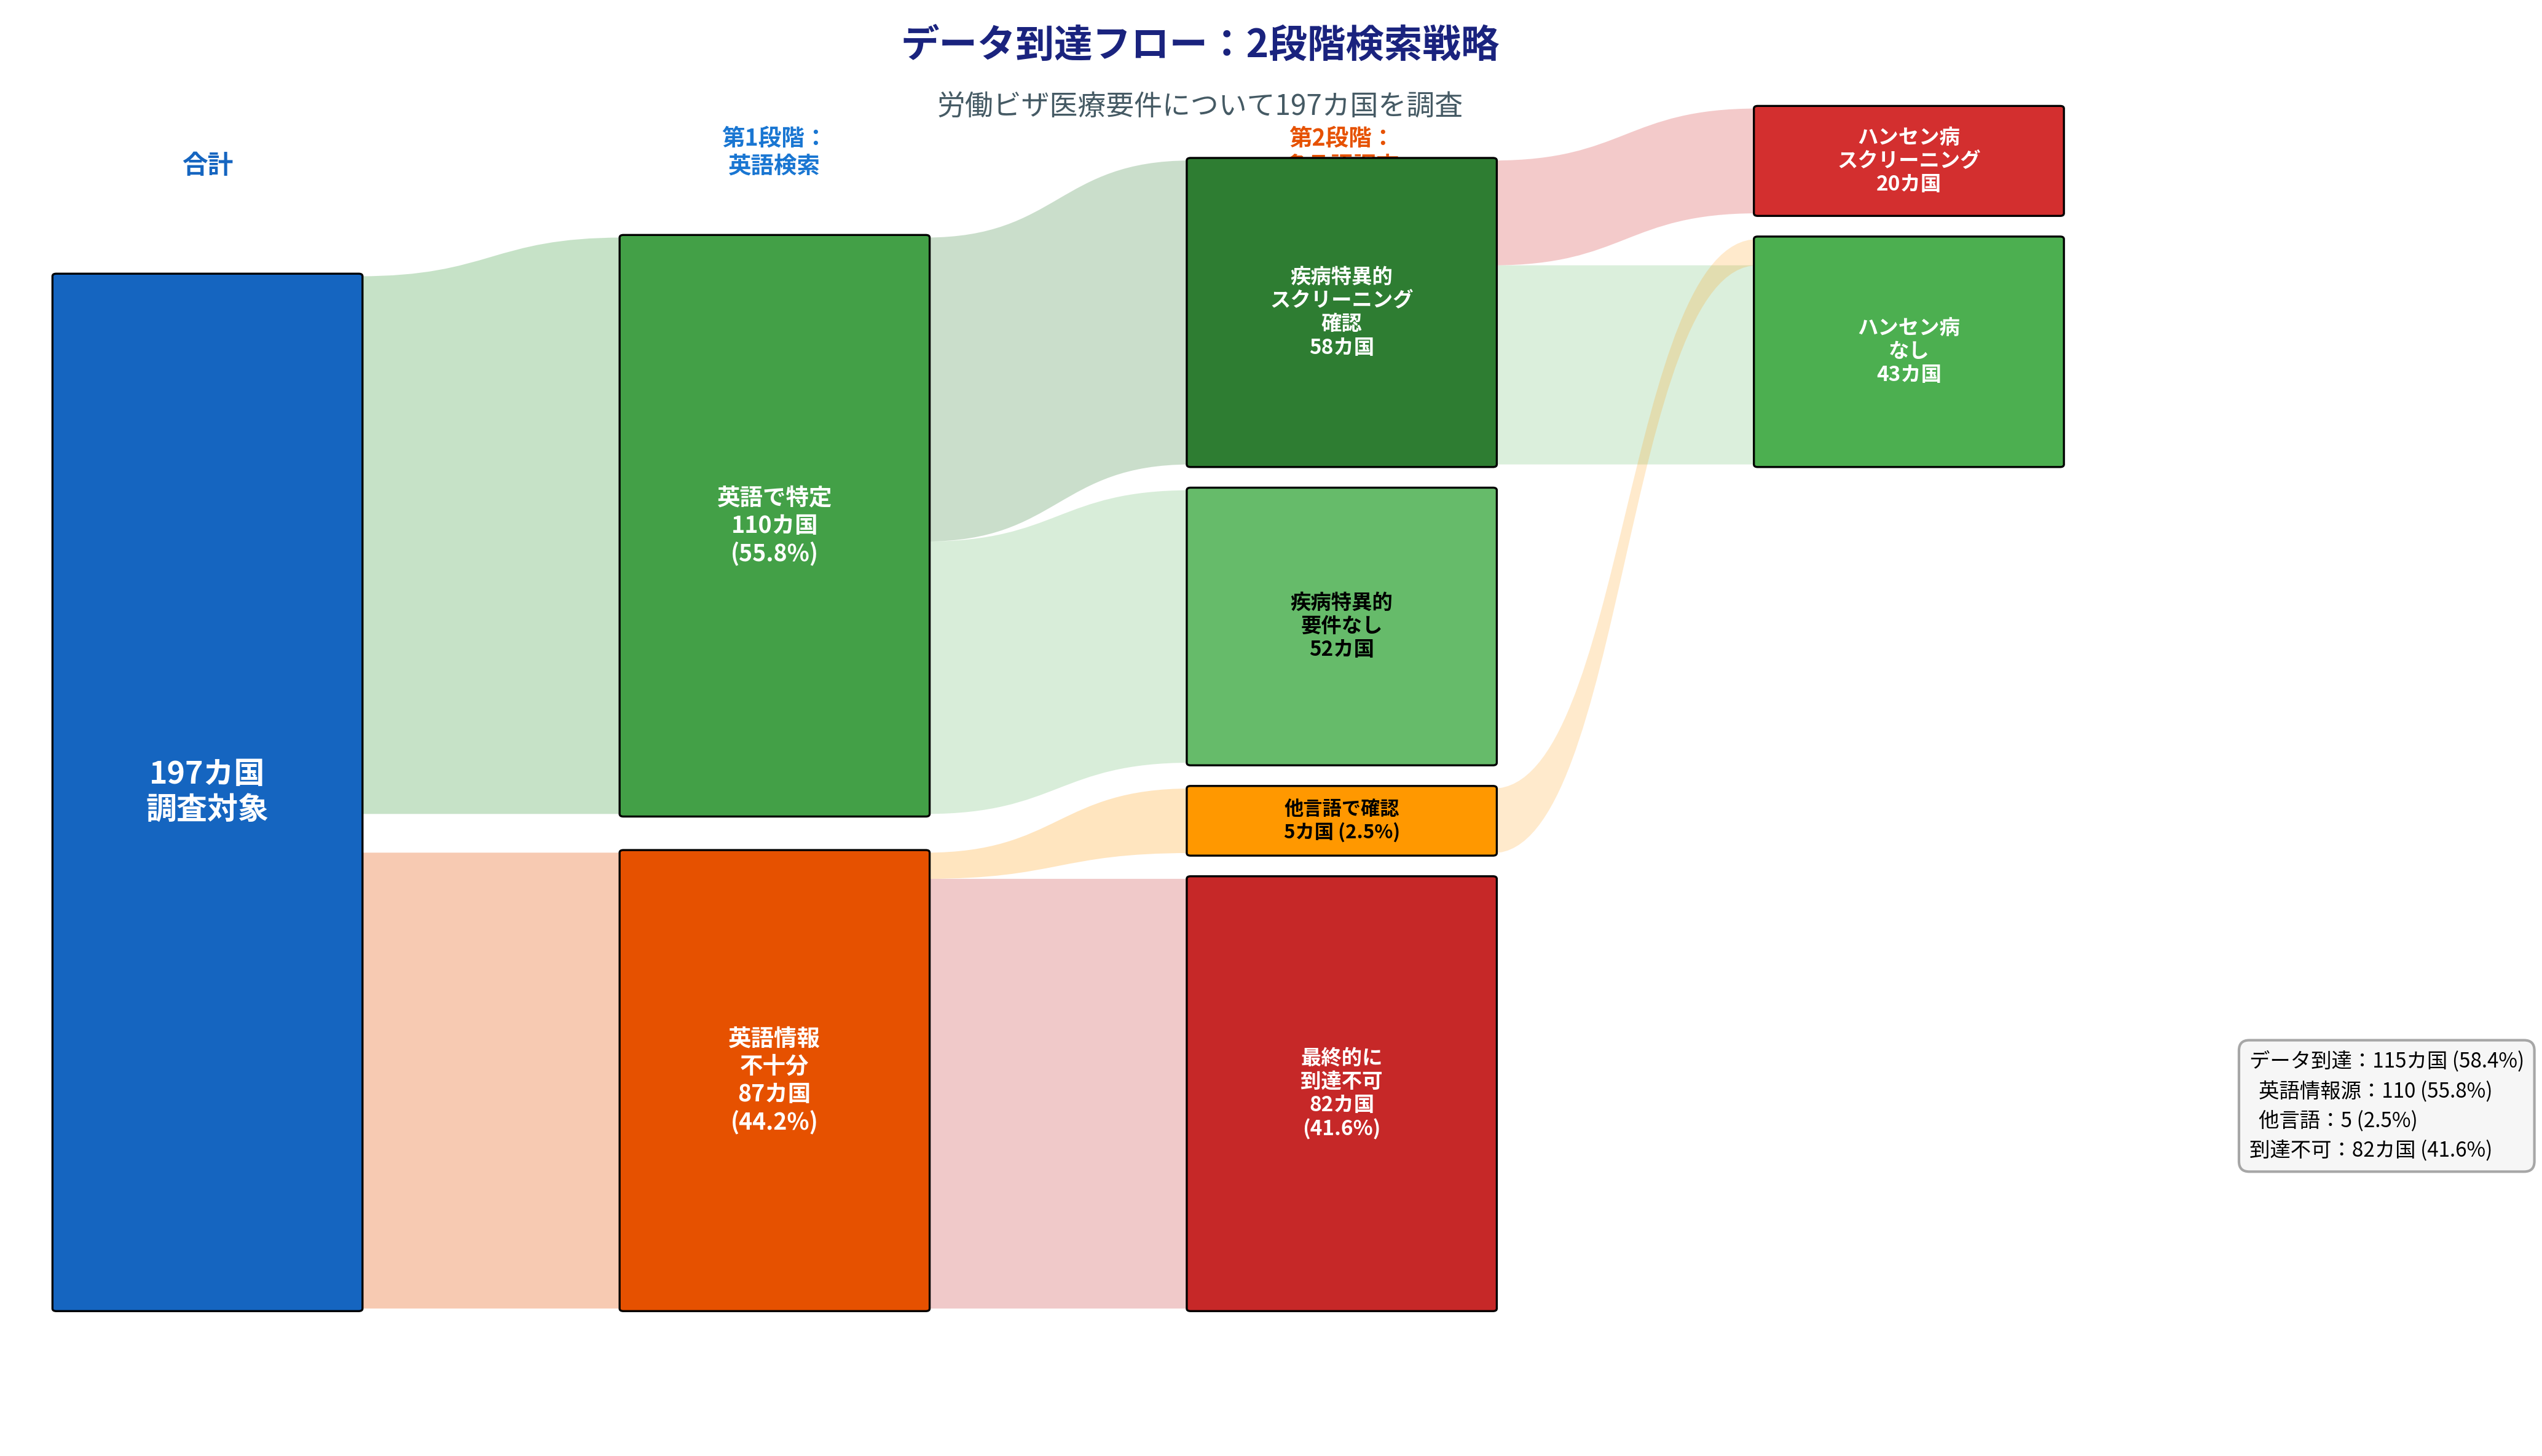 データ到達フロー：2段階検索戦略
労働ビザ医療要件について197カ国を調査
合計
第1段階：
英語検索
第2段階：
197カ国
調査対象
英語で特定
110カ国
(55.8%)
英語情報
不十分
87カ国
(44.2%)
疾病特異的
スクリーニング
確認
58カ国
疾病特異的
要件なし
52カ国
他言語で確認
5カ国 (2.5%)
最終的に
到達不可
82カ国
(41.6%)
ハンセン病
スクリーニング
20カ国
ハンセン病
なし
43カ国
データ到達：115カ国 (58.4%)
英語情報源：110 (55.8%)
他言語：5 (2.5%)
到達不可：82カ国 (41.6%)